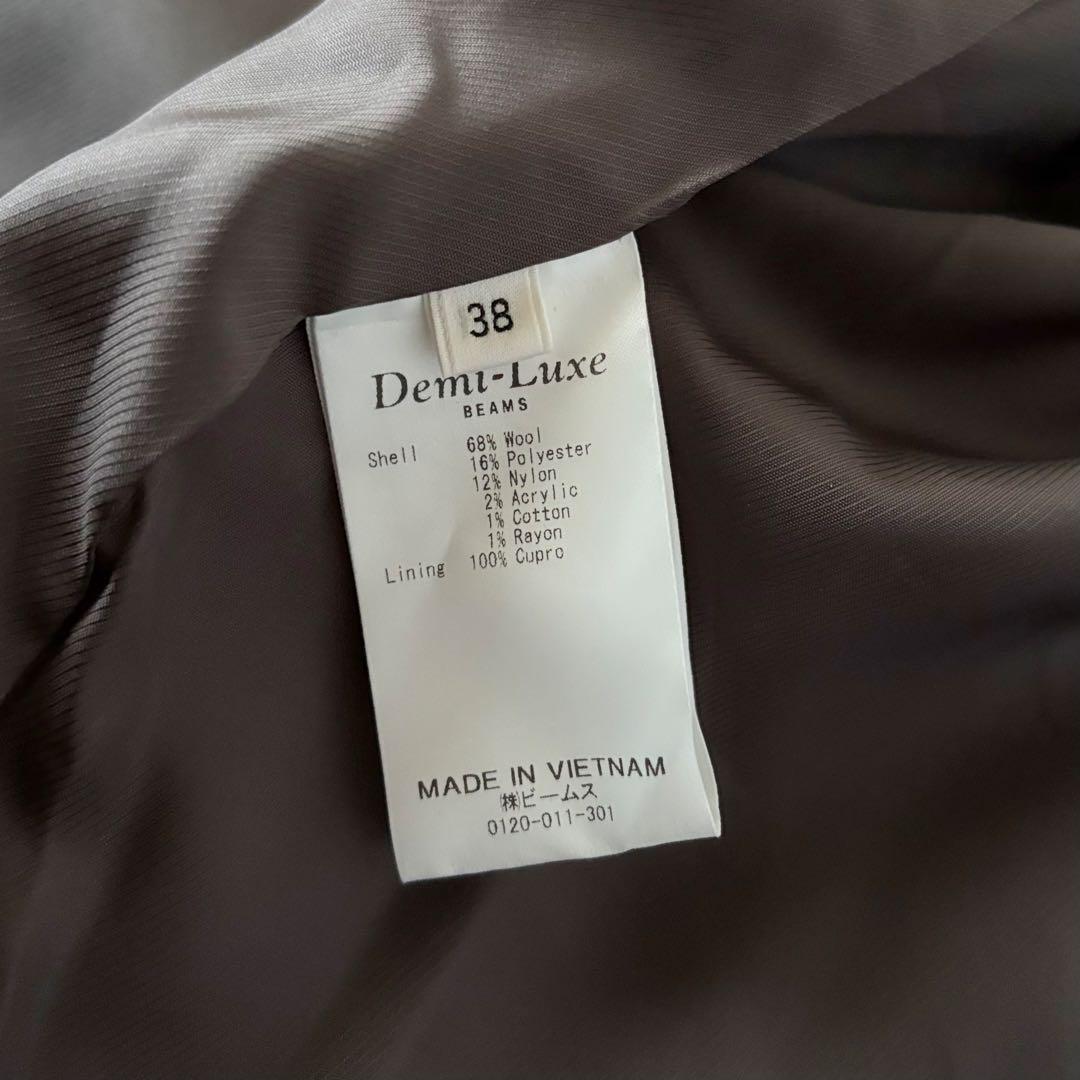 38
Demi-Luxe
BEAMS
Shell 68% Wool
16% Polyester
12% Nylon
2% Acrylic
1% Cotton
1% Rayon
Lining 100% Cupro
MADE IN VIETNAM
㈱ビームス
0120-011-301